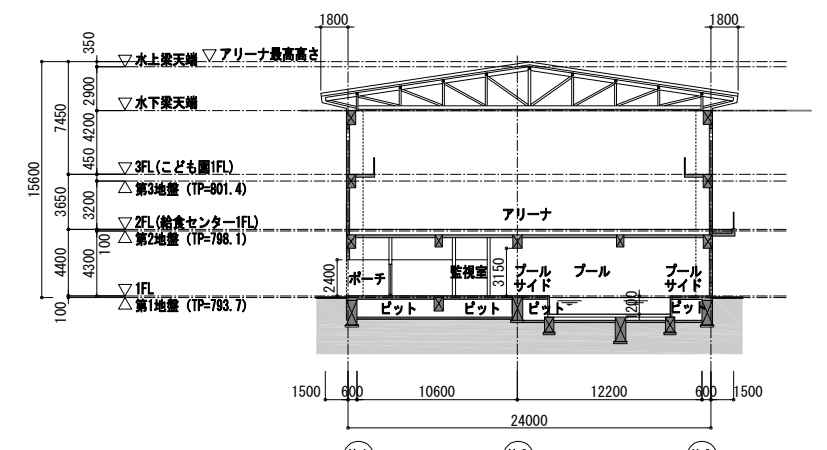 1800
1800
350
▽水上梁天端 ▽アリーナ最高高さ
2900
▽水下梁天端
7450
4200
450
▽3FL(こども園1FL)
△第3地盤 (TP=801.4)
15600
3650
3200
アリーナ
▽2FL(給食センター1FL)
△第2地盤 (TP=798.1)
100
4400
4300
2400
ポーチ
監視室
3150
プールサイド
プール
プールサイド
▽1FL
△第1地盤 (TP=793.7)
100
ピット
ピット
ピット
1200
ピット
1500
600
10600
12200
600
1500
24000